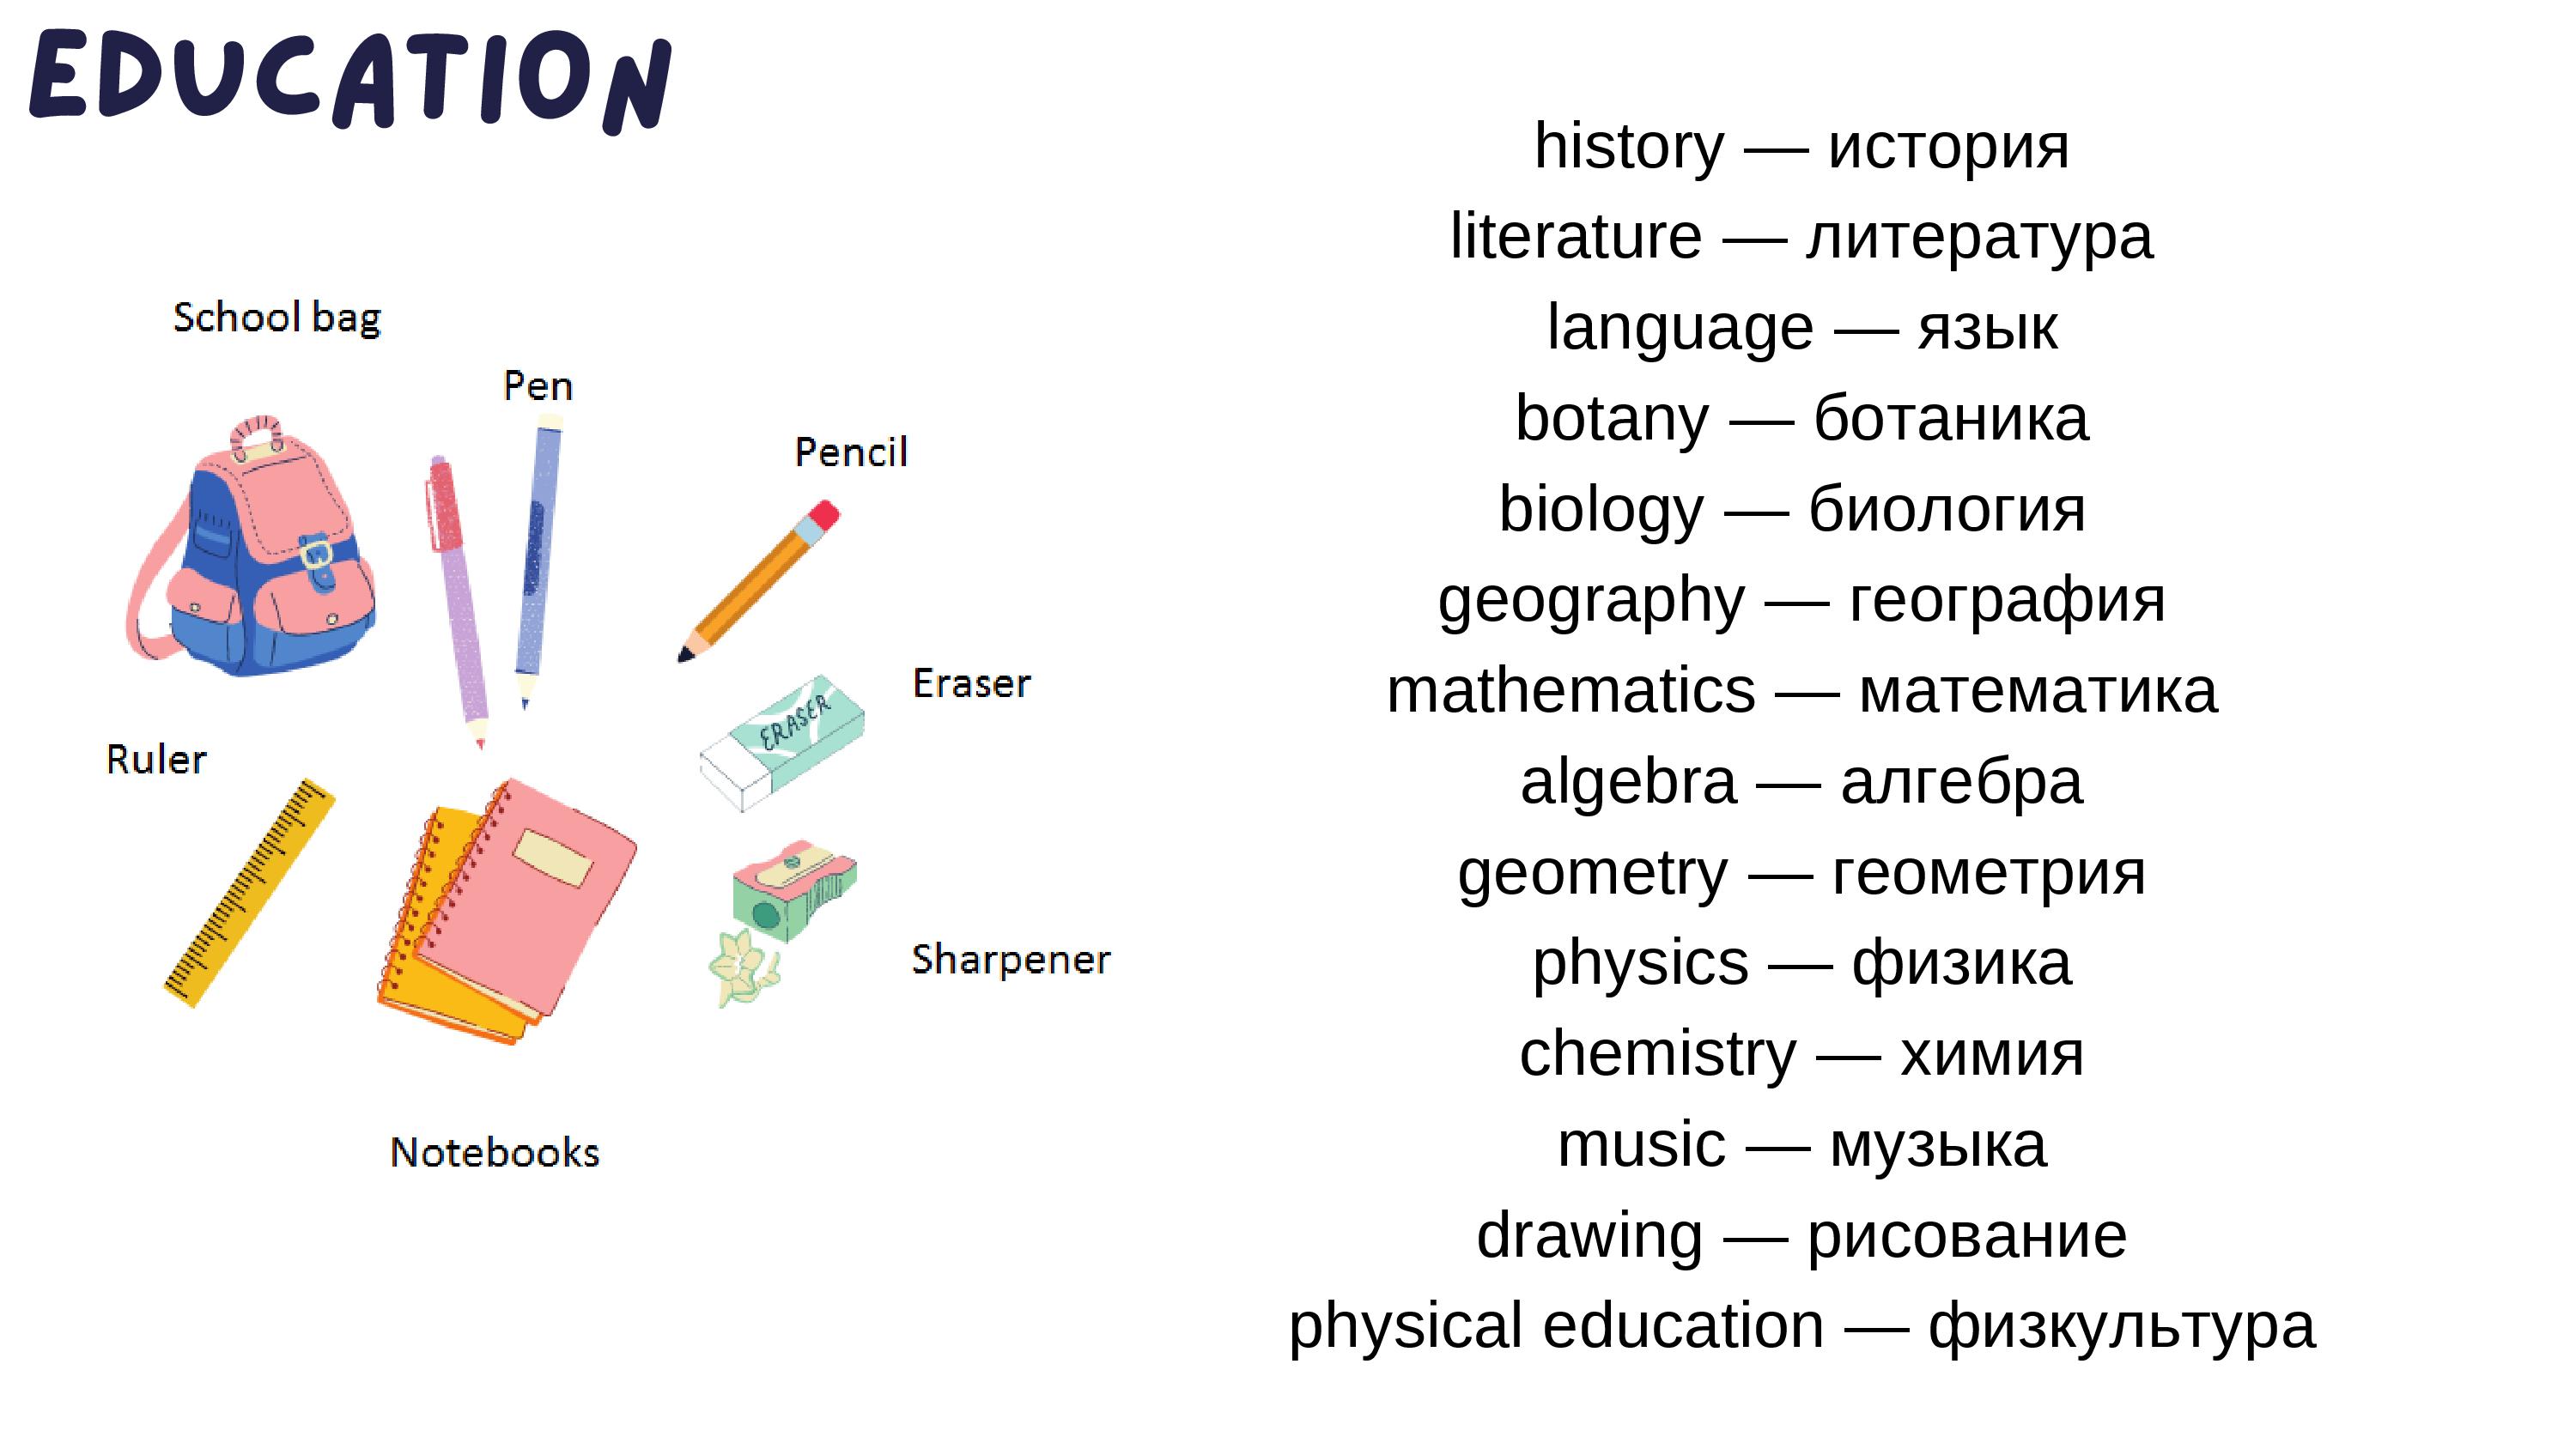 EDUCATION
School bag
Pen
Pencil
Eraser
ERASER
Ruler
Sharpener
Notebooks
history — история
literature — литература
language — язык
botany — ботаника
biology — биология
geography — география
mathematics — математика
algebra — алгебра
geometry — геометрия
physics — физика
chemistry — химия
music — музыка
drawing — рисование
physical education — физкультура